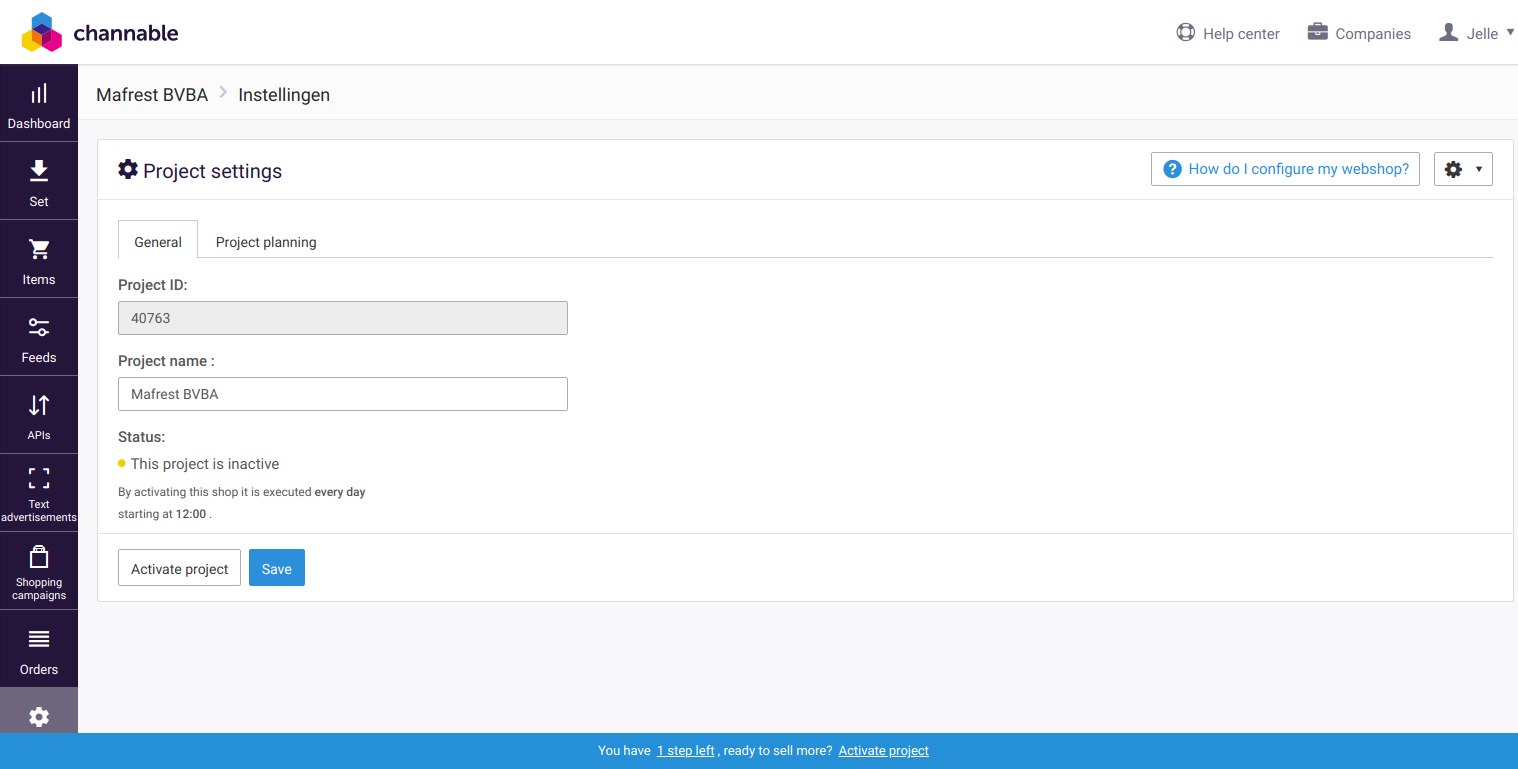 channable
Help center
Companies
Jelle
Dashboard
Set
Items
Feeds
APIs
Text
advertisements
Shopping
campaigns
Orders
Mafrest BVBA
Instellingen
Project settings
? How do I configure my webshop?
General
Project planning
Project ID:
40763
Project name :
Mafrest BVBA
Status:
This project is inactive
By activating this shop it is executed every day
starting at 12:00 .
Activate project
Save
You have 1 step left , ready to sell more? Activate project